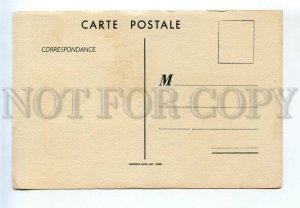 CARTE POSTALE
CORRESPONDANCE
M
NOT FOR COPY